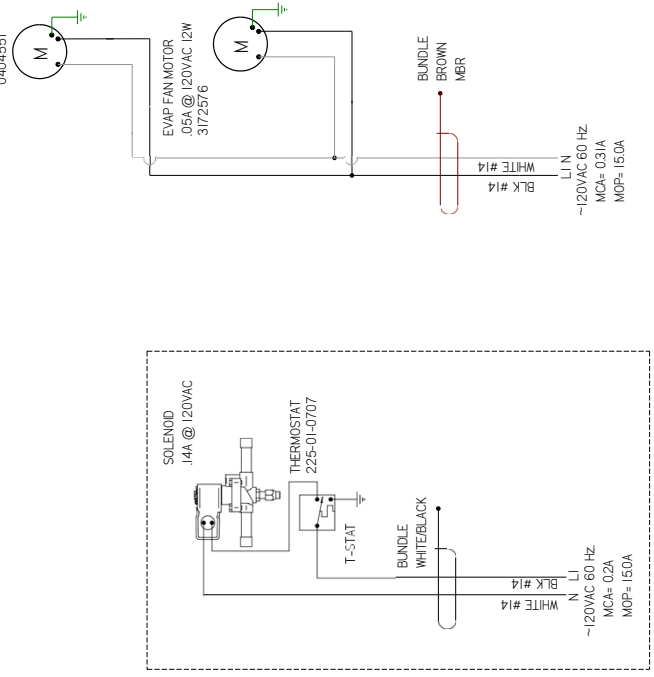 M
M
EVAP FAN MOTOR
.05A @ 120VAC 12W
3172576
BUNDLE
BROWN
MBR
WHITE #14
BLK #14
L1 N
~120VAC 60 Hz.
MCA= 0.31A
MOP= 15.0A
SOLENOID
.14A @ 120VAC
THERMOSTAT
225-01-0707
T-STAT
BUNDLE
WHITE/BLACK
BLK #14
WHITE #14
N L1
~120VAC 60 Hz.
MCA= 0.2A
MOP= 15.0A